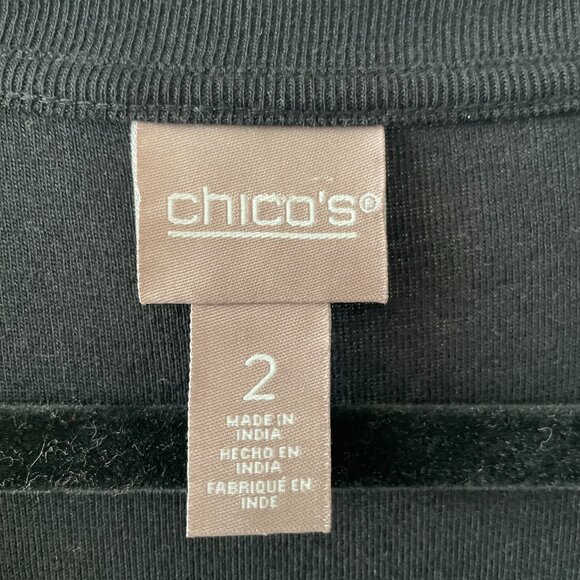 chico's®
2
MADE IN
INDIA
HECHO EN
INDIA
FABRIQUÉ EN
INDE